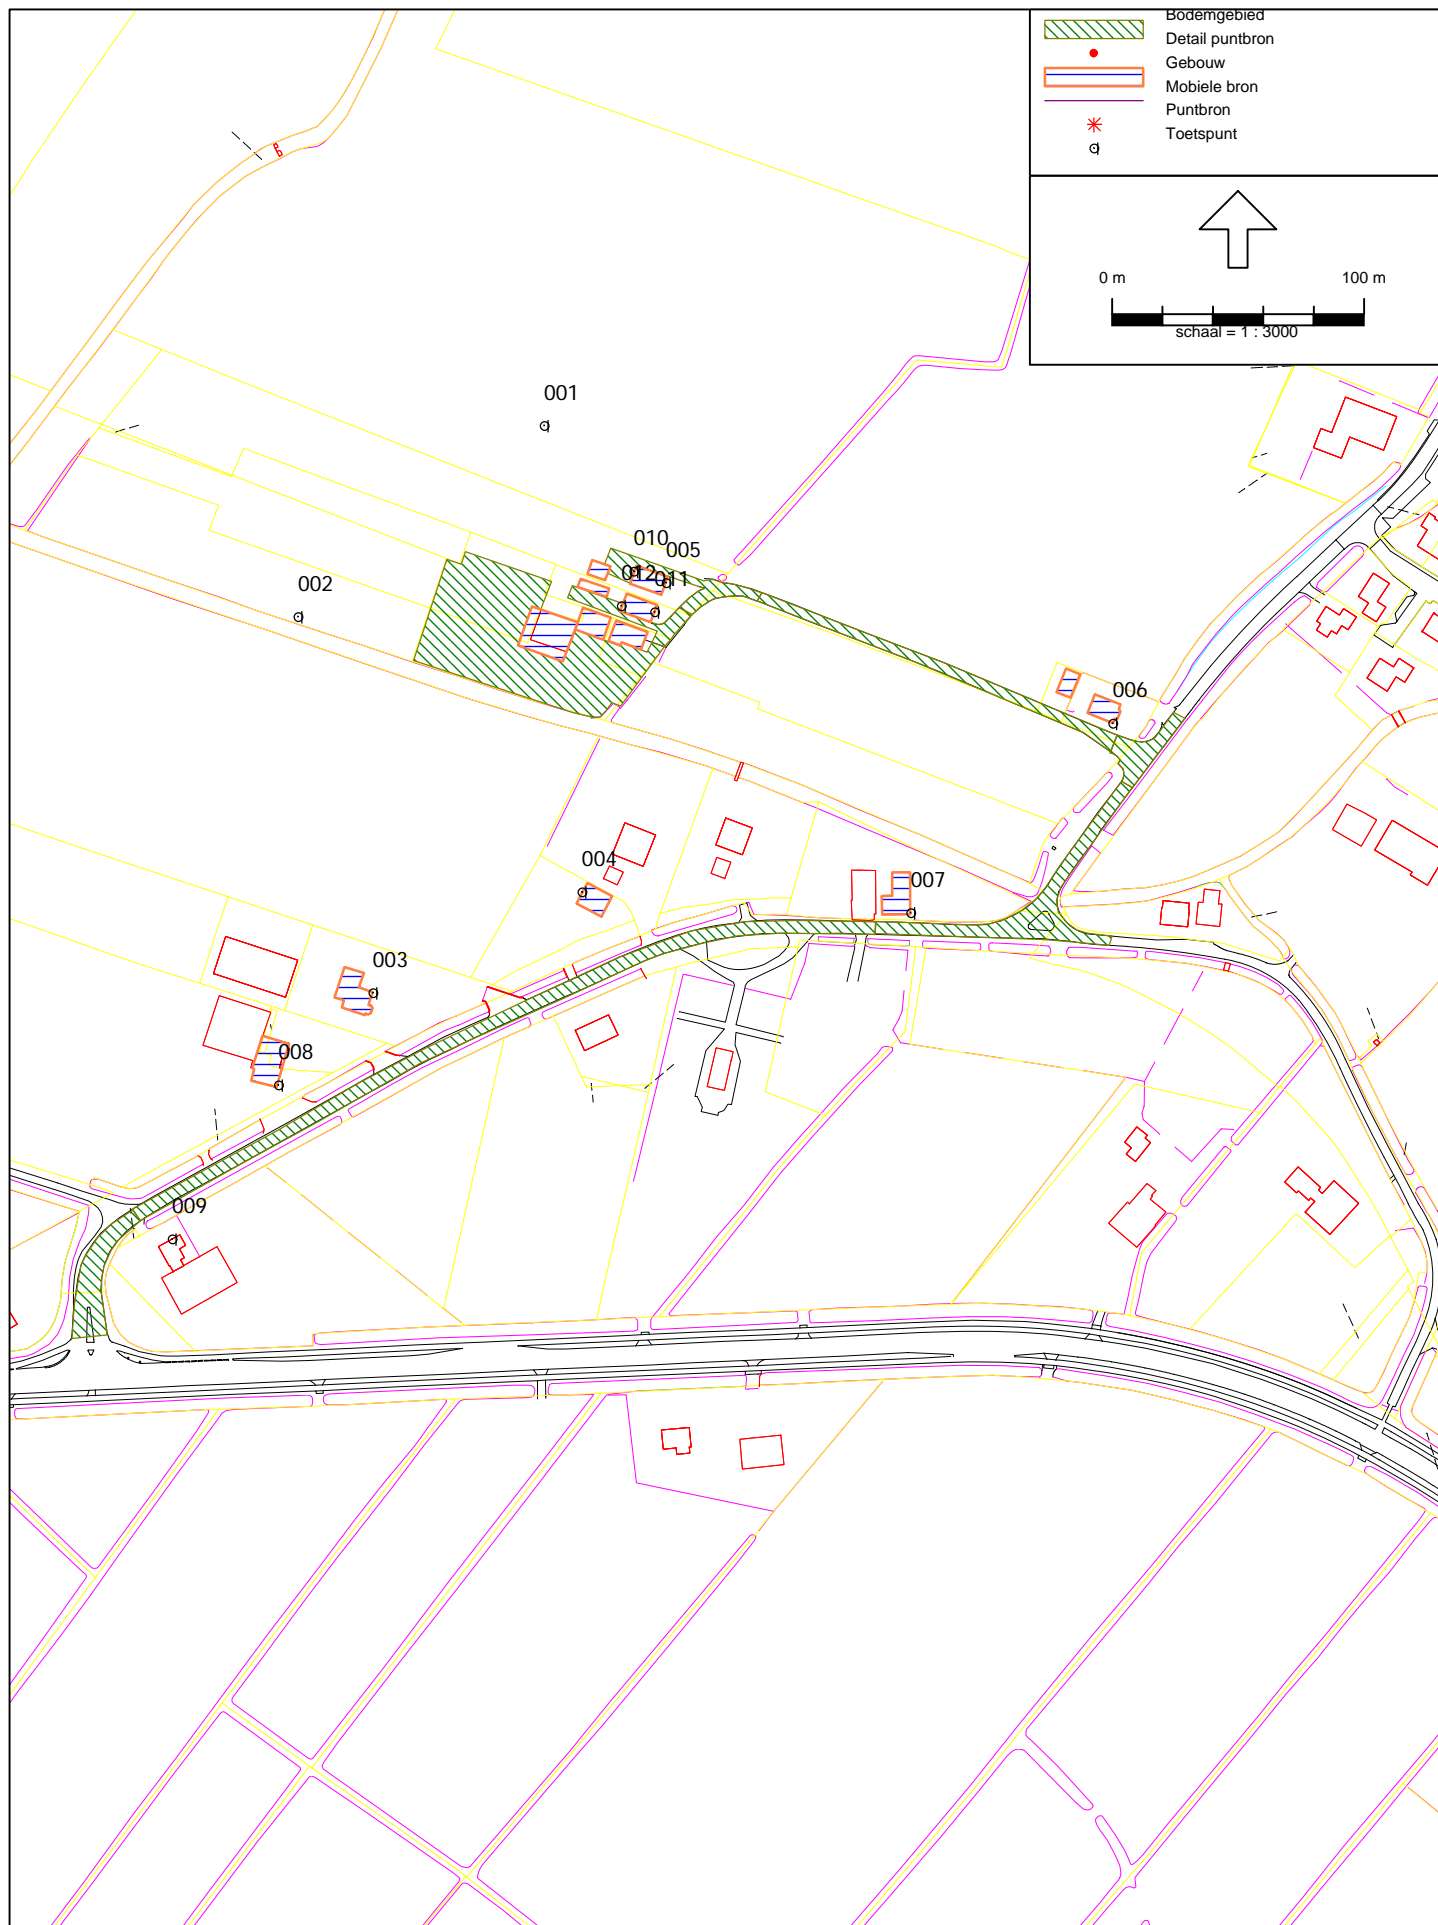 Bodemgebied
Detail puntbron
Gebouw
Mobiele bron
Puntbron
Toetspunt
0 m 100 m
schaal = 1 : 3000
001
010
005
012 011
002
006
004
007
003
008
009